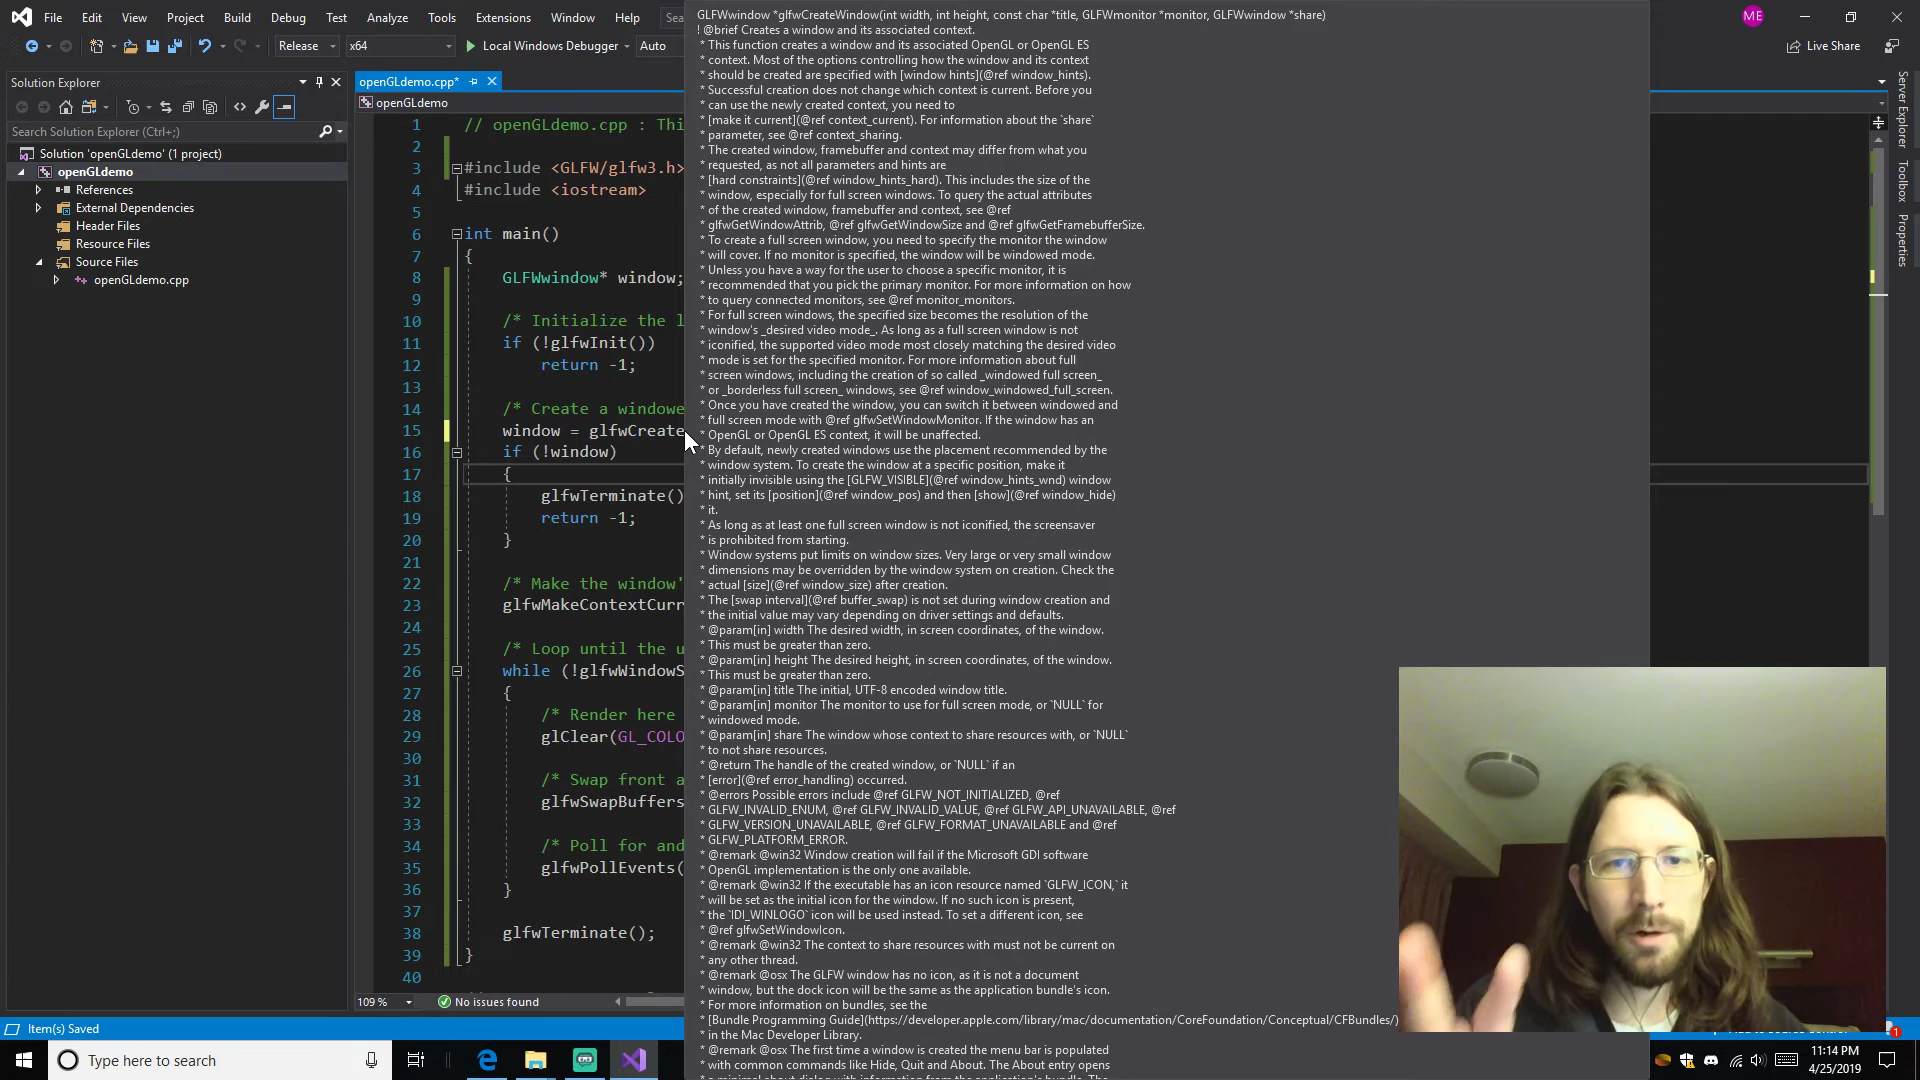 File Edit View Project Build Debug Test Analyze Tools Extensions Window Help Sea
ME
Release x64 Local Windows Debugger Auto
Live Share
Solution Explorer
Search Solution Explorer (Ctrl+;)
Solution 'openGLdemo' (1 project)
openGLdemo
References
External Dependencies
Header Files
Resource Files
Source Files
openGLdemo.cpp
openGLdemo.cpp*
openGLdemo
1 // openGLdemo.cpp : Thi
2
3 #include <GLFW/glfw3.h>
4 #include <iostream>
5
6 int main()
7 {
8 GLFWwindow* window;
9
10 /* Initialize the l
11 if (!glfwInit())
12 return -1;
13
14 /* Create a windowe
15 window = glfwCreate
16 if (!window)
17 {
18 glfwTerminate()
19 return -1;
20 }
21
22 /* Make the window'
23 glfwMakeContextCurr
24
25 /* Loop until the u
26 while (!glfwWindowS
27 {
28 /* Render here
29 glClear(GL_COLO
30
31 /* Swap front a
32 glfwSwapBuffers
33
34 /* Poll for and
35 glfwPollEvents(
36 }
37
38 glfwTerminate();
39 }
40
109 % No issues found
GLFWwindow *glfwCreateWindow(int width, int height, const char *title, GLFWmonitor *monitor, GLFWwindow *share)
! @brief Creates a window and its associated context.
* This function creates a window and its associated OpenGL or OpenGL ES
* context. Most of the options controlling how the window and its context
* should be created are specified with [window hints](@ref window_hints).
* Successful creation does not change which context is current. Before you
* can use the newly created context, you need to
* [make it current](@ref context_current). For information about the `share`
* parameter, see @ref context_sharing.
* The created window, framebuffer and context may differ from what you
* requested, as not all parameters and hints are
* [hard constraints](@ref window_hints_hard). This includes the size of the
* window, especially for full screen windows. To query the actual attributes
* of the created window, framebuffer and context, see @ref
* glfwGetWindowAttrib, @ref glfwGetWindowSize and @ref glfwGetFramebufferSize.
* To create a full screen window, you need to specify the monitor the window
* will cover. If no monitor is specified, the window will be windowed mode.
* Unless you have a way for the user to choose a specific monitor, it is
* recommended that you pick the primary monitor. For more information on how
* to query connected monitors, see @ref monitor_monitors.
* For full screen windows, the specified size becomes the resolution of the
* window's _desired video mode_. As long as a full screen window is not
* iconified, the supported video mode most closely matching the desired video
* mode is set for the specified monitor. For more information about full
* screen windows, including the creation of so called _windowed full screen_
* or _borderless full screen_ windows, see @ref window_windowed_full_screen.
* Once you have created the window, you can switch it between windowed and
* full screen mode with @ref glfwSetWindowMonitor. If the window has an
* OpenGL or OpenGL ES context, it will be unaffected.
* By default, newly created windows use the placement recommended by the
* window system. To create the window at a specific position, make it
* initially invisible using the [GLFW_VISIBLE](@ref window_hints_wnd) window
* hint, set its [position](@ref window_pos) and then [show](@ref window_hide)
* it.
* As long as at least one full screen window is not iconified, the screensaver
* is prohibited from starting.
* Window systems put limits on window sizes. Very large or very small window
* dimensions may be overridden by the window system on creation. Check the
* actual [size](@ref window_size) after creation.
* The [swap interval](@ref buffer_swap) is not set during window creation and
* the initial value may vary depending on driver settings and defaults.
* @param[in] width The desired width, in screen coordinates, of the window.
* This must be greater than zero.
* @param[in] height The desired height, in screen coordinates, of the window.
* This must be greater than zero.
* @param[in] title The initial, UTF-8 encoded window title.
* @param[in] monitor The monitor to use for full screen mode, or `NULL` for
* windowed mode.
* @param[in] share The window whose context to share resources with, or `NULL`
* to not share resources.
* @return The handle of the created window, or `NULL` if an
* [error](@ref error_handling) occurred.
* @errors Possible errors include @ref GLFW_NOT_INITIALIZED, @ref
* GLFW_INVALID_ENUM, @ref GLFW_INVALID_VALUE, @ref GLFW_API_UNAVAILABLE, @ref
* GLFW_VERSION_UNAVAILABLE, @ref GLFW_FORMAT_UNAVAILABLE and @ref
* GLFW_PLATFORM_ERROR.
* @remark @win32 Window creation will fail if the Microsoft GDI software
* OpenGL implementation is the only one available.
* @remark @win32 If the executable has an icon resource named `GLFW_ICON,` it
* will be set as the initial icon for the window. If no such icon is present,
* the `IDI_WINLOGO` icon will be used instead. To set a different icon, see
* @ref glfwSetWindowIcon.
* @remark @win32 The context to share resources with must not be current on
* any other thread.
* @remark @osx The GLFW window has no icon, as it is not a document
* window, but the dock icon will be the same as the application bundle's icon.
* For more information on bundles, see the
* [Bundle Programming Guide](https://developer.apple.com/library/mac/documentation/CoreFoundation/Conceptual/CFBundles/)
* in the Mac Developer Library.
* @remark @osx The first time a window is created the menu bar is populated
* with common commands like Hide, Quit and About. The About entry opens
Server Explorer
Toolbox
Properties
Item(s) Saved
1
Type here to search
11:14 PM
4/25/2019